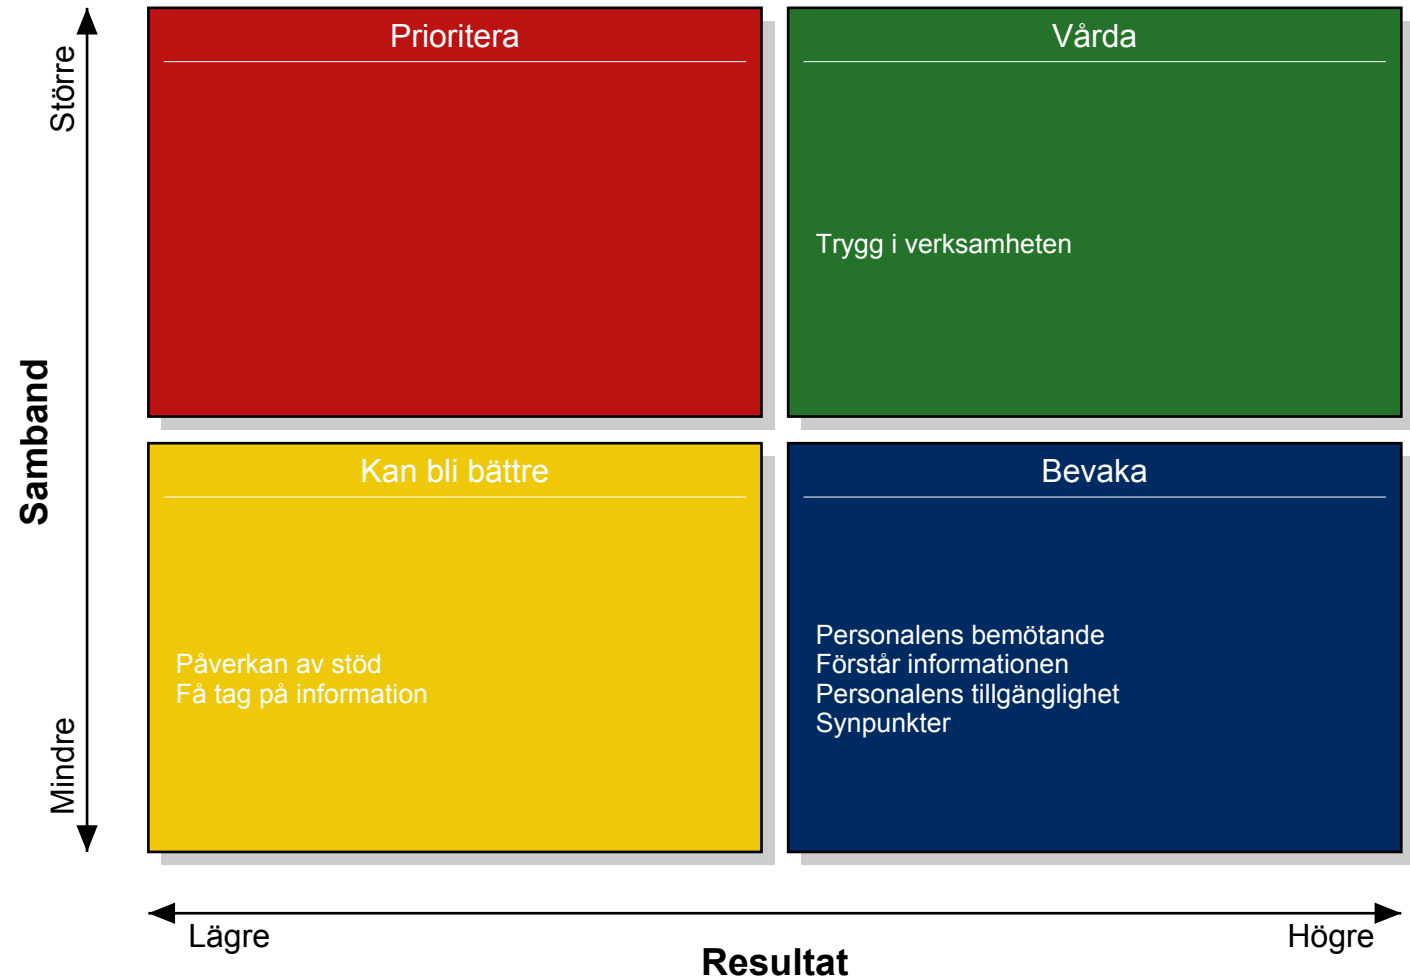 Prioritera
Vårda
Större
Trygg i verksamheten
Samband
Kan bli bättre
Bevaka
Påverkan av stöd
Få tag på information
Personalens bemötande
Förstår informationen
Personalens tillgänglighet
Synpunkter
Mindre
Lägre
Högre
Resultat